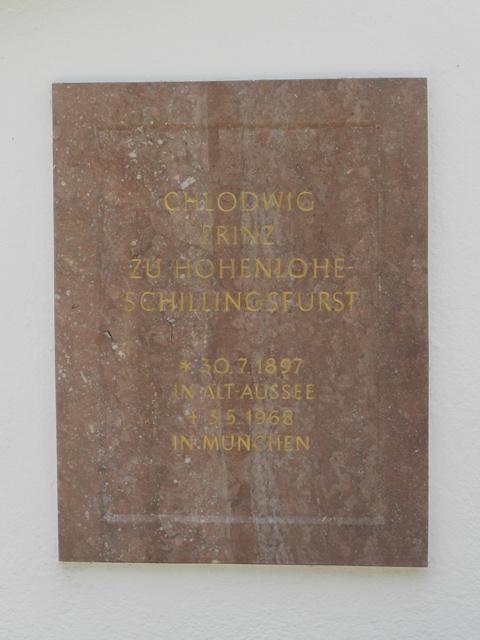 CHLODWIG
PRINZ
ZU HOHENLOHE-
SCHILLINGSFÜRST
* 30.7.1897
IN ALT-AUSSEE
† 3.5.1968
IN MÜNCHEN